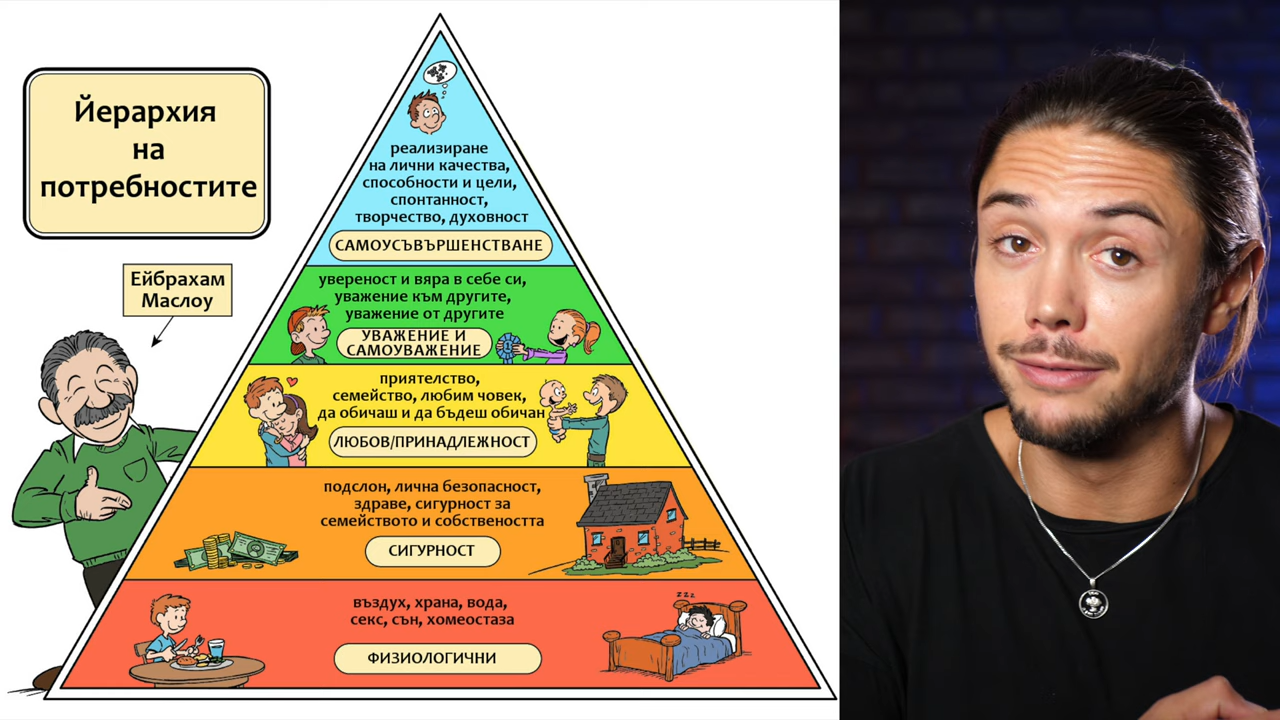 Йерархия
на
потребностите
Ейбрахам
Маслоу
реализиране
на лични качества,
способности и цели,
спонтанност,
творчество, духовност
САМОУСЪВЪРШЕНСТВАНЕ
увереност и вяра в себе си,
уважение към другите,
уважение от другите
УВАЖЕНИЕ И
САМОУВАЖЕНИЕ
приятелство,
семейство, любим човек,
да обичаш и да бъдеш обичан
ЛЮБОВ/ПРИНАДЛЕЖНОСТ
подслон, лична безопасност,
здраве, сигурност за
семейството и собствеността
СИГУРНОСТ
въздух, храна, вода,
секс, сън, хомеостаза
ФИЗИОЛОГИЧНИ
zzz
1